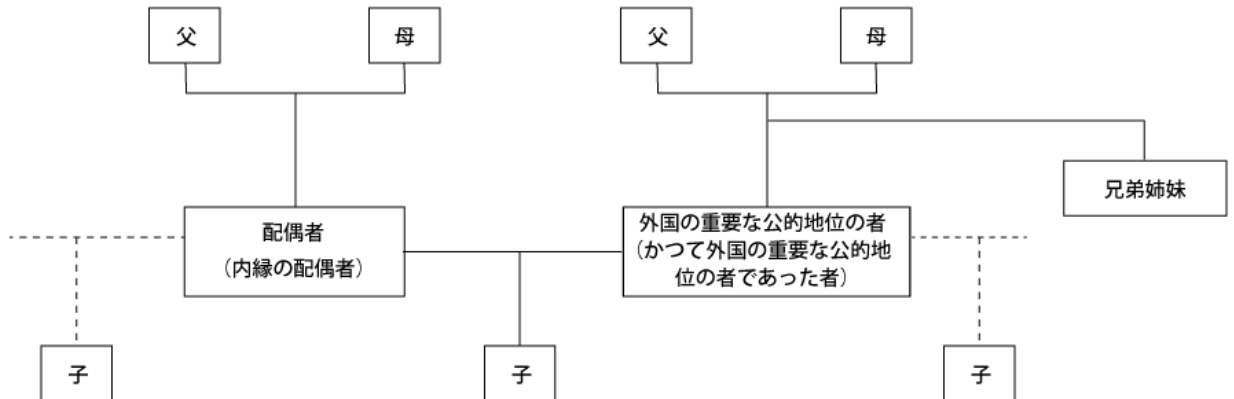 父
母
父
母
兄弟姉妹
配偶者
（内縁の配偶者）
外国の重要な公的地位の者
（かつて外国の重要な公的地
位の者であった者）
子
子
子